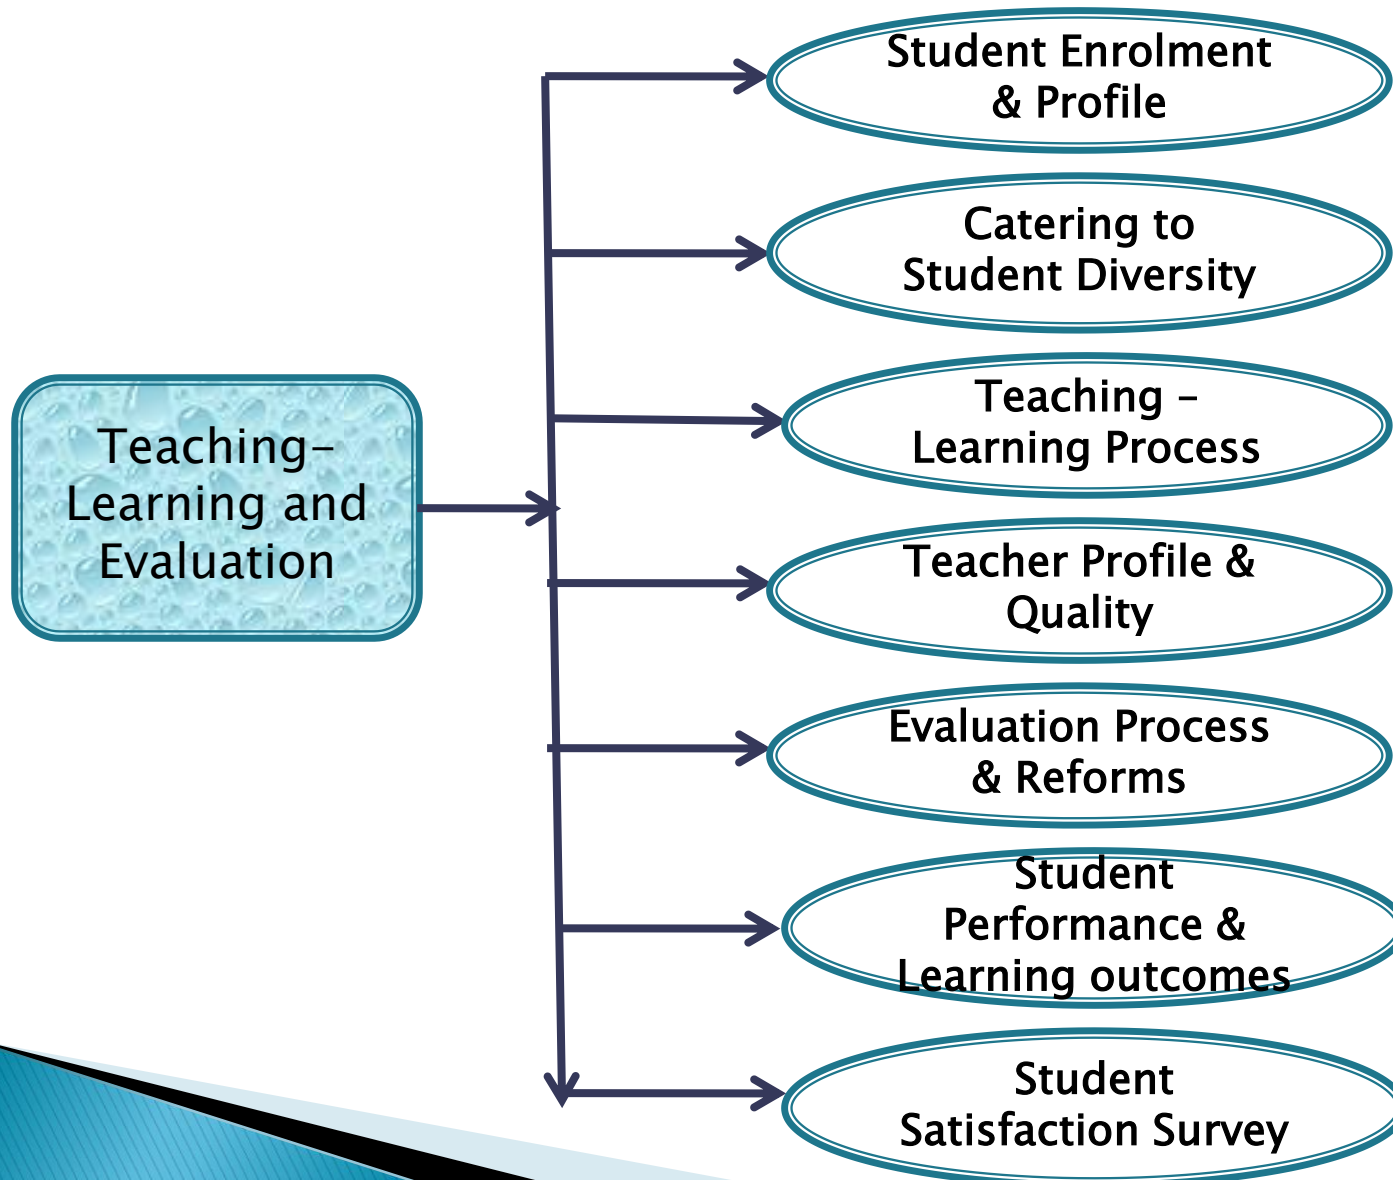 Student Enrolment
& Profile
Catering to
Student Diversity
Teaching –
Learning Process
Teaching–
Learning and
Evaluation
Teacher Profile &
Quality
Evaluation Process
& Reforms
Student
Performance &
Learning outcomes
Student
Satisfaction Survey